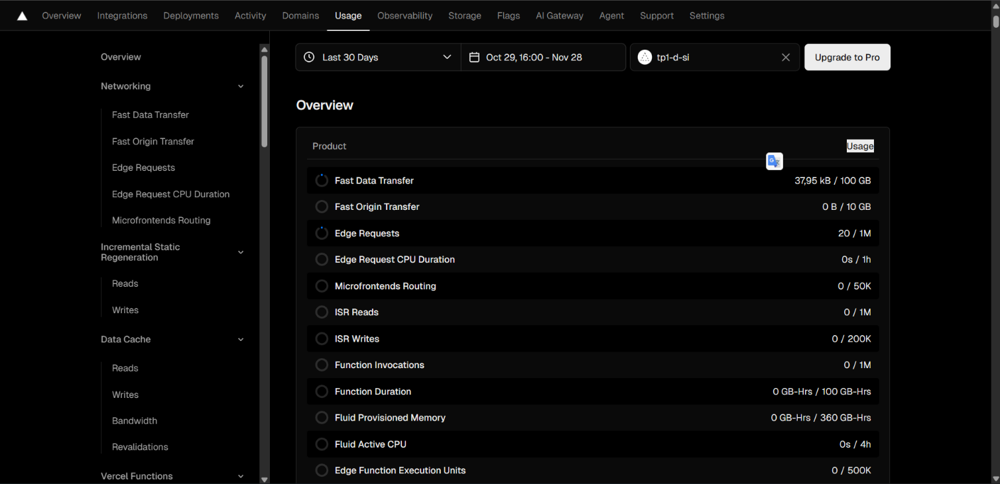 Overview Integrations Deployments Activity Domains Usage Observability Storage Flags AI Gateway Agent Support Settings
Overview
Networking
Fast Data Transfer
Fast Origin Transfer
Edge Requests
Edge Request CPU Duration
Microfrontends Routing
Incremental Static
Regeneration
Reads
Writes
Data Cache
Reads
Writes
Bandwidth
Revalidations
Vercel Functions
Last 30 Days Oct 29, 16:00 - Nov 28 tp1-d-si Upgrade to Pro
Overview
Product Usage
Fast Data Transfer 37,95 kB / 100 GB
Fast Origin Transfer 0 B / 10 GB
Edge Requests 20 / 1M
Edge Request CPU Duration 0s / 1h
Microfrontends Routing 0 / 50K
ISR Reads 0 / 1M
ISR Writes 0 / 200K
Function Invocations 0 / 1M
Function Duration 0 GB-Hrs / 100 GB-Hrs
Fluid Provisioned Memory 0 GB-Hrs / 360 GB-Hrs
Fluid Active CPU 0s / 4h
Edge Function Execution Units 0 / 500K